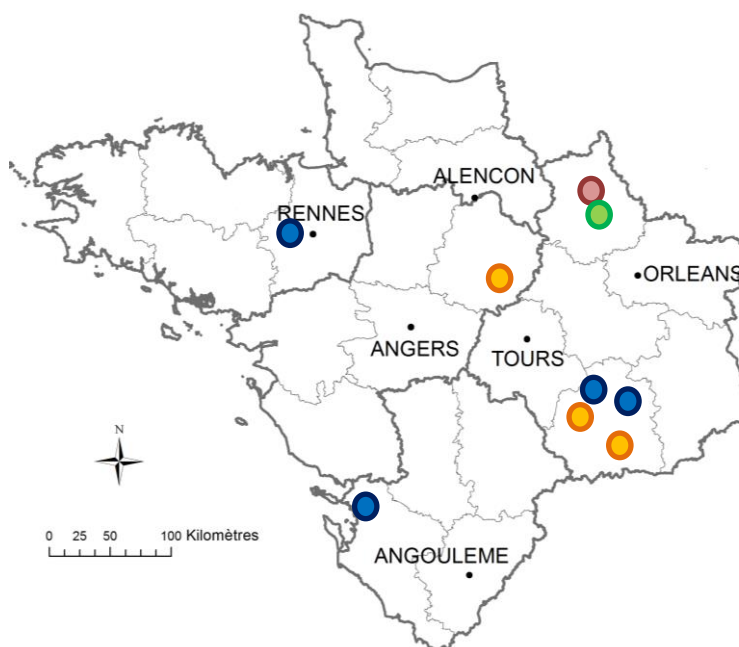 ALENCON
RENNES
ORLEANS
ANGERS
TOURS
N
0 25 50 100 Kilomètres
ANGOULEME